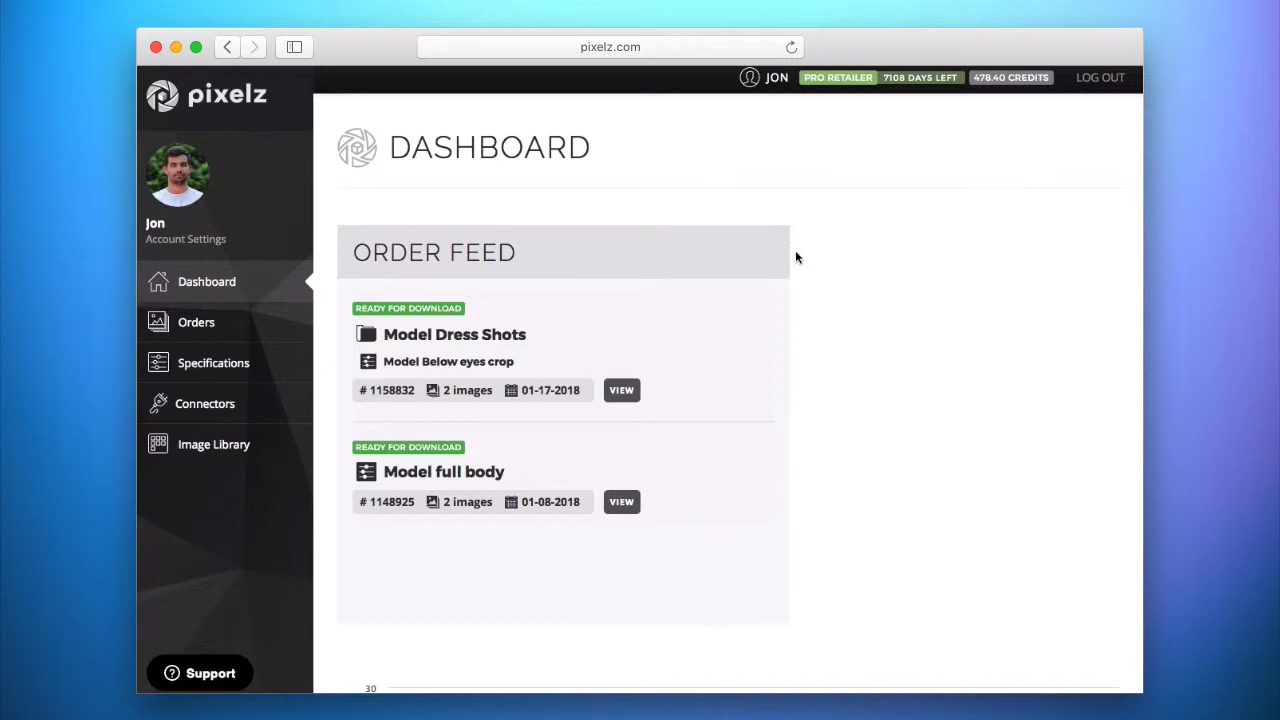 pixelz.com
JON PRO RETAILER 7108 DAYS LEFT 478.40 CREDITS LOG OUT
pixelz
Jon
Account Settings
Dashboard
Orders
Specifications
Connectors
Image Library
Support
DASHBOARD
ORDER FEED
READY FOR DOWNLOAD
Model Dress Shots
Model Below eyes crop
# 1158832 2 images 01-17-2018 VIEW
READY FOR DOWNLOAD
Model full body
# 1148925 2 images 01-08-2018 VIEW
30